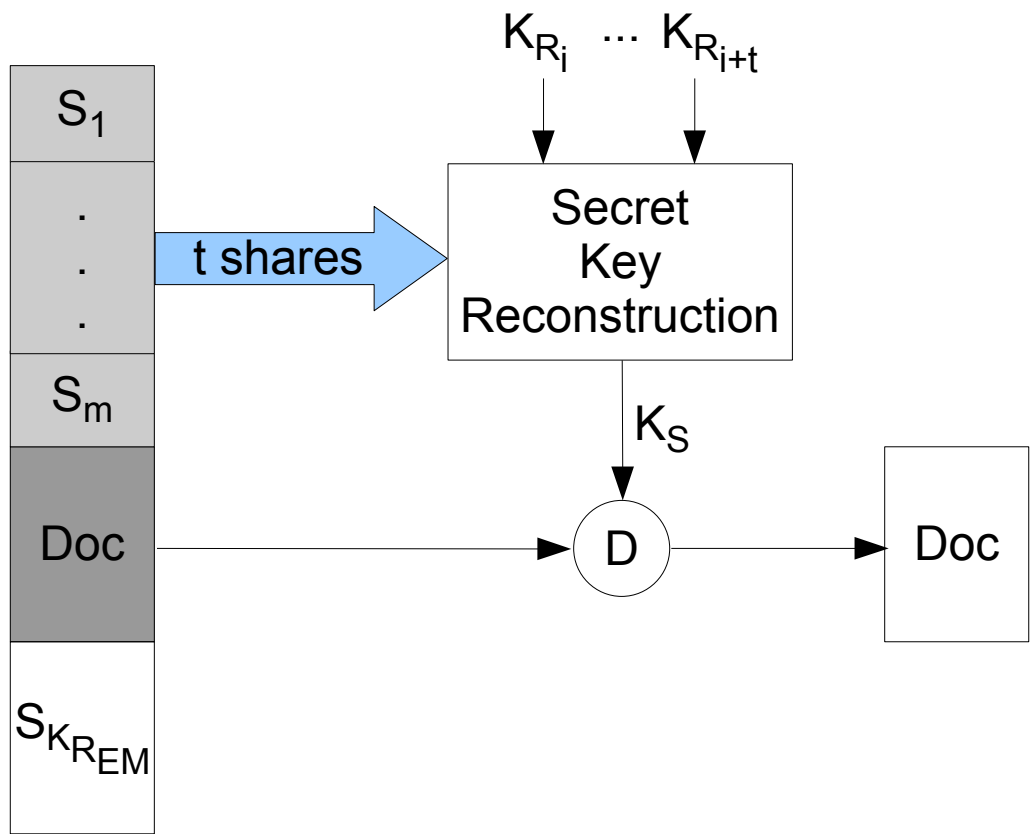 K_{R_i} ... K_{R_{i+t}}
S_1
.
.
.
S_m
t shares
Secret
Key
Reconstruction
K_S
Doc
D
Doc
S_{K_{R_{EM}}}